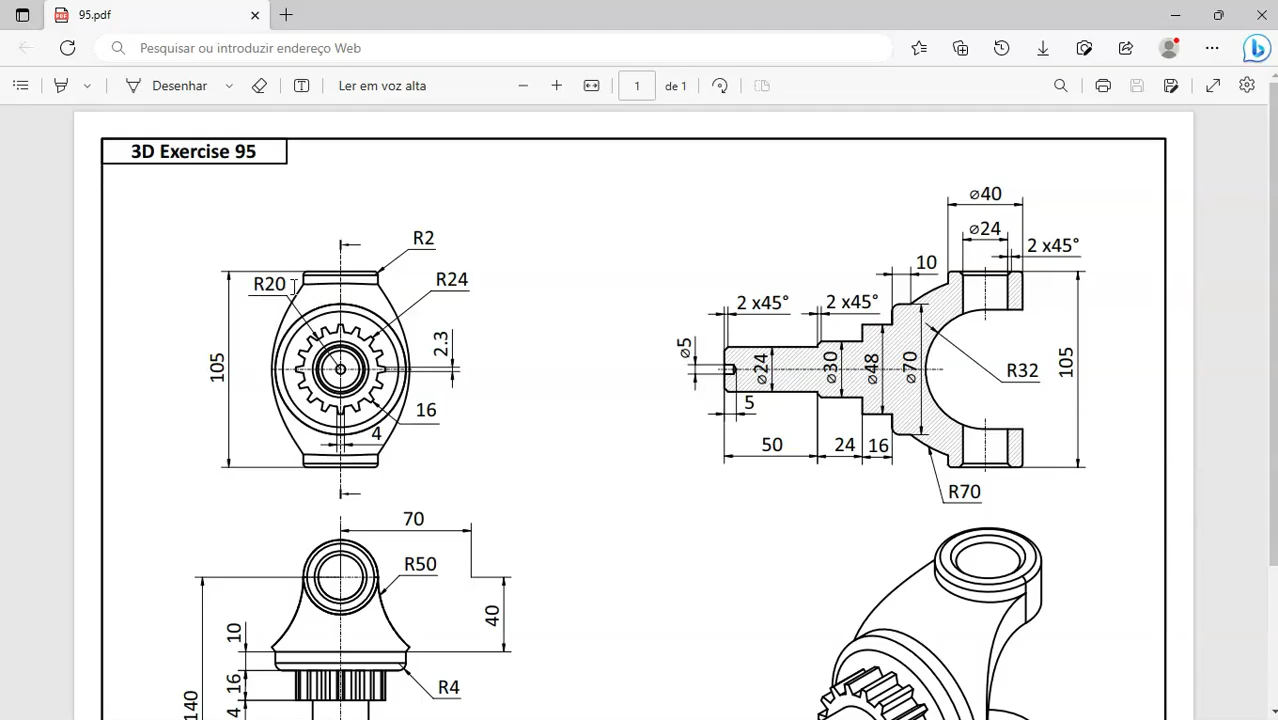 95.pdf
Pesquisar ou introduzir endereço Web
Desenhar
Ler em voz alta
1
de 1
3D Exercise 95
R2
R20
R24
105
2.3
16
4
⌀40
⌀24
2 x45°
10
2 x45°
2 x45°
⌀5
⌀24
⌀30
⌀48
⌀70
R32
105
5
50
24
16
R70
70
R50
10
40
16
R4
140
4